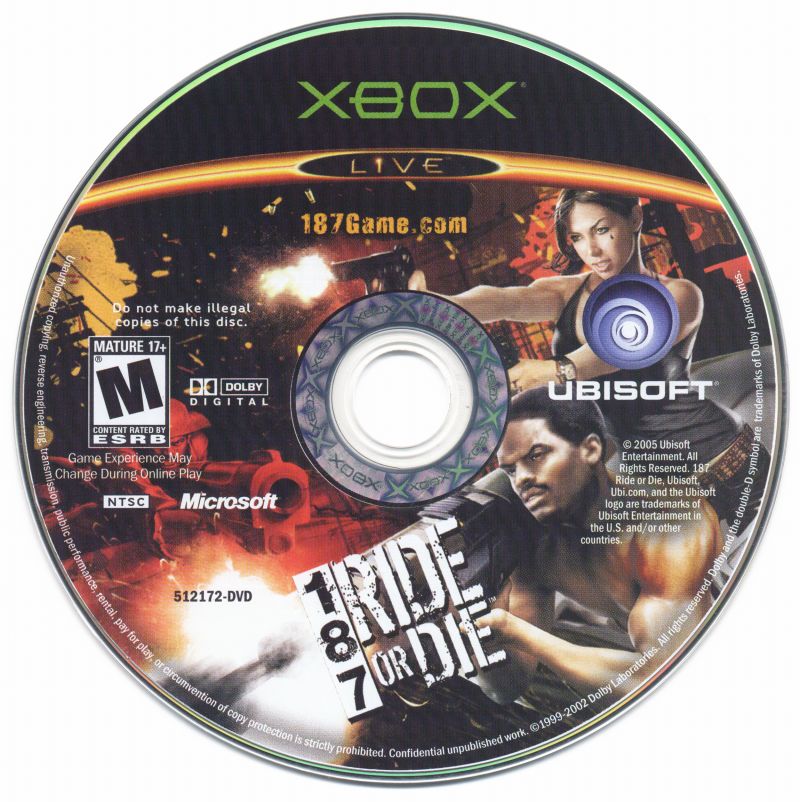 XBOX®
LIVE™
187Game.com
Do not make illegal
copies of this disc.
MATURE 17+
M
CONTENT RATED BY
ESRB
DOLBY
DIGITAL
Game Experience May
Change During Online Play
NTSC
Microsoft
512172-DVD
187
RIDE
OR DIE™
UBISOFT®
© 2005 Ubisoft
Entertainment. All
Rights Reserved. 187
Ride or Die, Ubisoft,
Ubi.com, and the Ubisoft
logo are trademarks of
Ubisoft Entertainment in
the U.S. and/or other
countries.
XBOX
Unauthorized copying, reverse engineering, transmission, public performance, rental, pay for play, or circumvention of copy protection is strictly prohibited. Confidential unpublished work. ©1999-2002 Dolby Laboratories. All rights reserved. Dolby and the double-D symbol are trademarks of Dolby Laboratories.